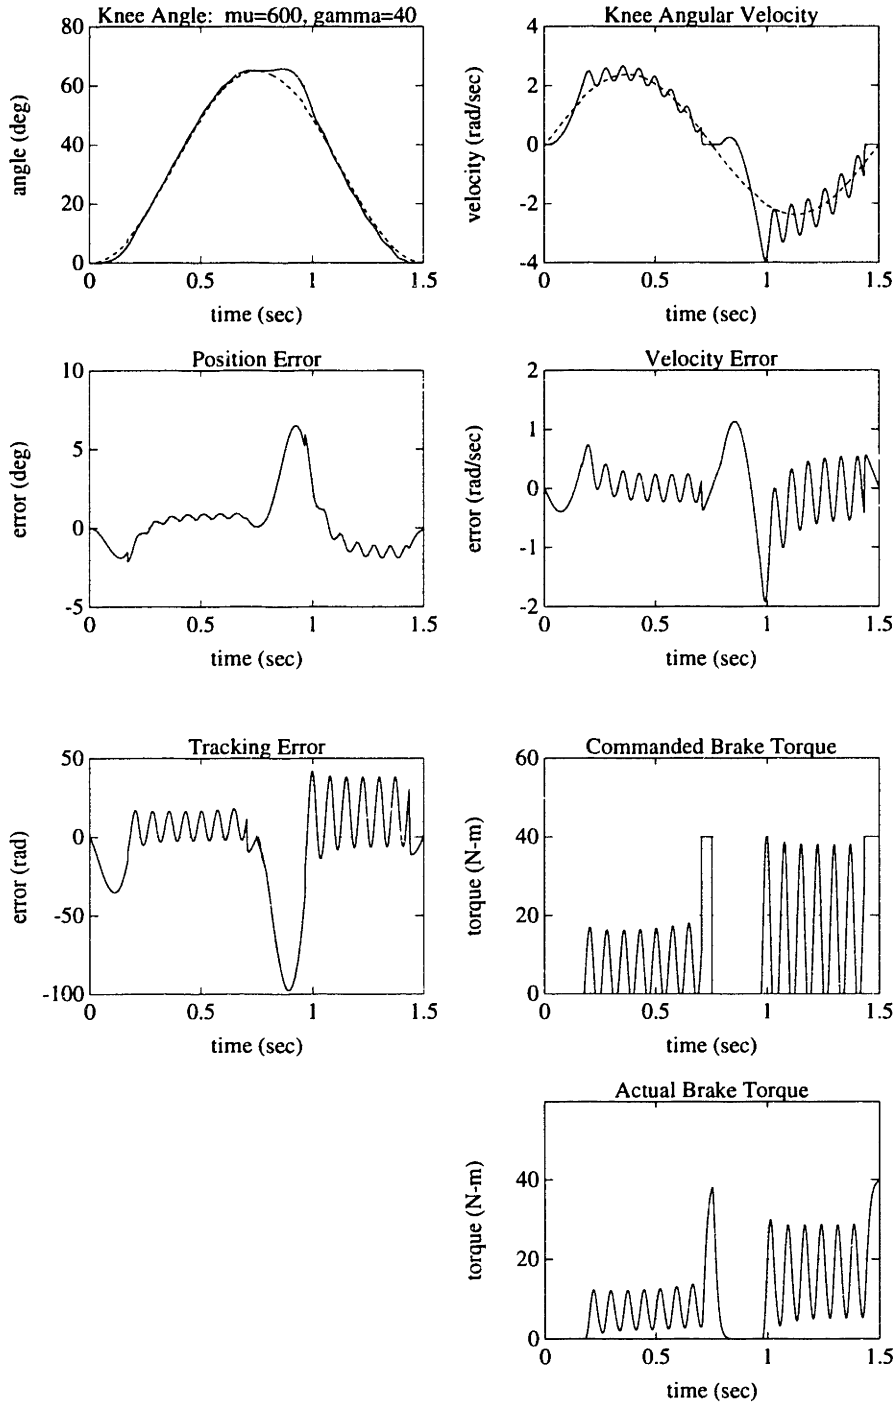 Knee Angle: mu=600, gamma=40
80
60
40
20
0
angle (deg)
0 0.5 1 1.5
time (sec)
Knee Angular Velocity
4
2
0
-2
-4
velocity (rad/sec)
0 0.5 1 1.5
time (sec)
Position Error
10
5
0
-5
error (deg)
0 0.5 1 1.5
time (sec)
Velocity Error
2
1
0
-1
-2
error (rad/sec)
0 0.5 1 1.5
time (sec)
Tracking Error
50
0
-50
-100
error (rad)
0 0.5 1 1.5
time (sec)
Commanded Brake Torque
60
40
20
0
torque (N-m)
0 0.5 1 1.5
time (sec)
Actual Brake Torque
40
20
0
torque (N-m)
0 0.5 1 1.5
time (sec)